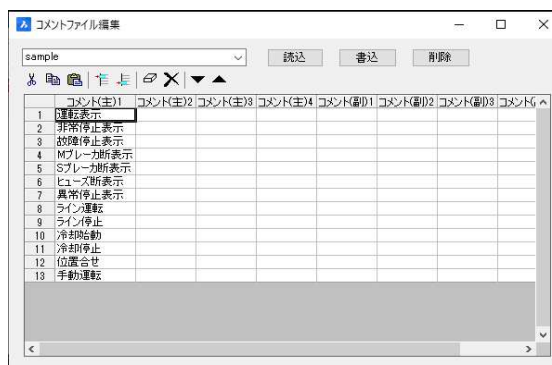 コメントファイル編集
sample
読込 書込 削除
コメント(主)1 コメント(主)2 コメント(主)3 コメント(主)4 コメント(副)1 コメント(副)2 コメント(副)3 コメント(
1 運転表示
2 非常停止表示
3 故障停止表示
4 Mブレーカ断表示
5 Sブレーカ断表示
6 ヒューズ断表示
7 異常停止表示
8 ライン運転
9 ライン停止
10 冷却始動
11 冷却停止
12 位置合せ
13 手動運転